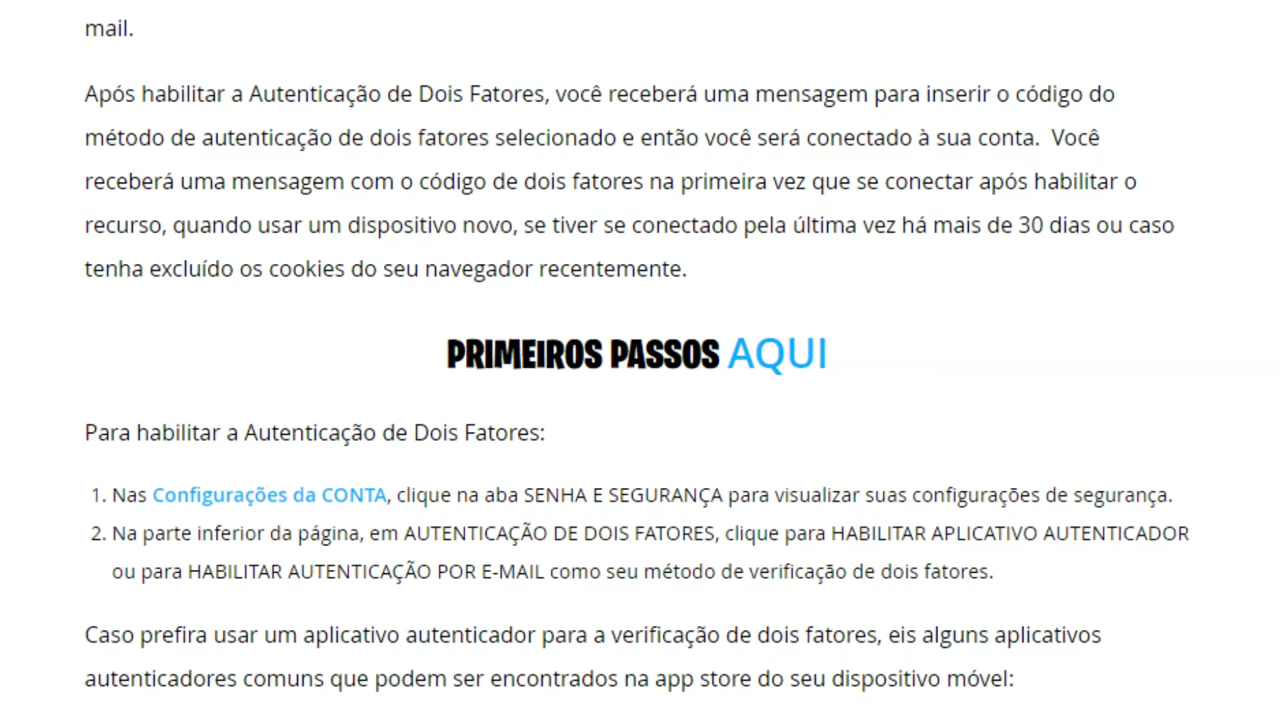 mail.
Após habilitar a Autenticação de Dois Fatores, você receberá uma mensagem para inserir o código do
método de autenticação de dois fatores selecionado e então você será conectado à sua conta.  Você
receberá uma mensagem com o código de dois fatores na primeira vez que se conectar após habilitar o
recurso, quando usar um dispositivo novo, se tiver se conectado pela última vez há mais de 30 dias ou caso
tenha excluído os cookies do seu navegador recentemente.
PRIMEIROS PASSOS AQUI
Para habilitar a Autenticação de Dois Fatores:
1. Nas Configurações da CONTA, clique na aba SENHA E SEGURANÇA para visualizar suas configurações de segurança.
2. Na parte inferior da página, em AUTENTICAÇÃO DE DOIS FATORES, clique para HABILITAR APLICATIVO AUTENTICADOR
ou para HABILITAR AUTENTICAÇÃO POR E-MAIL como seu método de verificação de dois fatores.
Caso prefira usar um aplicativo autenticador para a verificação de dois fatores, eis alguns aplicativos
autenticadores comuns que podem ser encontrados na app store do seu dispositivo móvel: